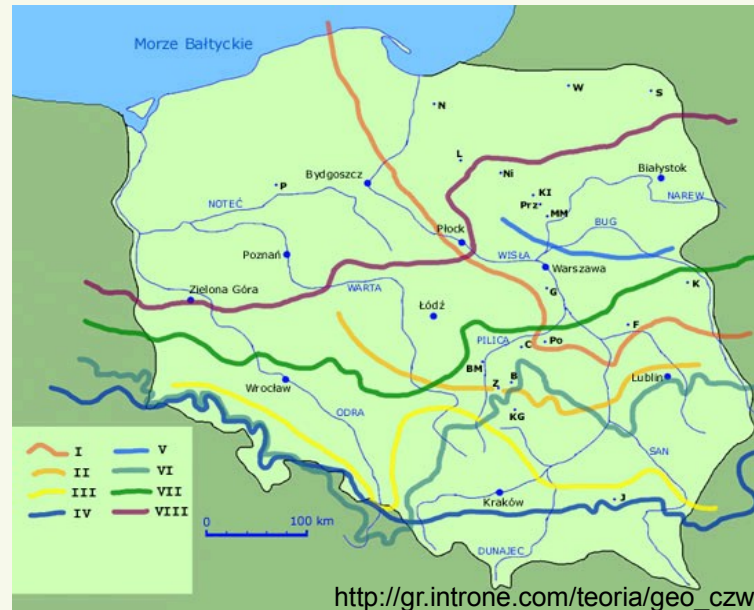 Morze Bałtyckie
W
S
N
L
Ni
Białystok
Bydgoszcz
P
KI
Prz
MM
NAREW
NOTEĆ
BUG
Płock
Poznań
WISŁA
Warszawa
Zielona Góra
WARTA
G
K
Łódź
F
PILICA
C
Po
BM
Z
B
Lublin
Wrocław
ODRA
KG
SAN
I
V
II
VI
III
VII
IV
VIII
Kraków
J
0 100 km
DUNAJEC
http://gr.introne.com/teoria/geo_czw